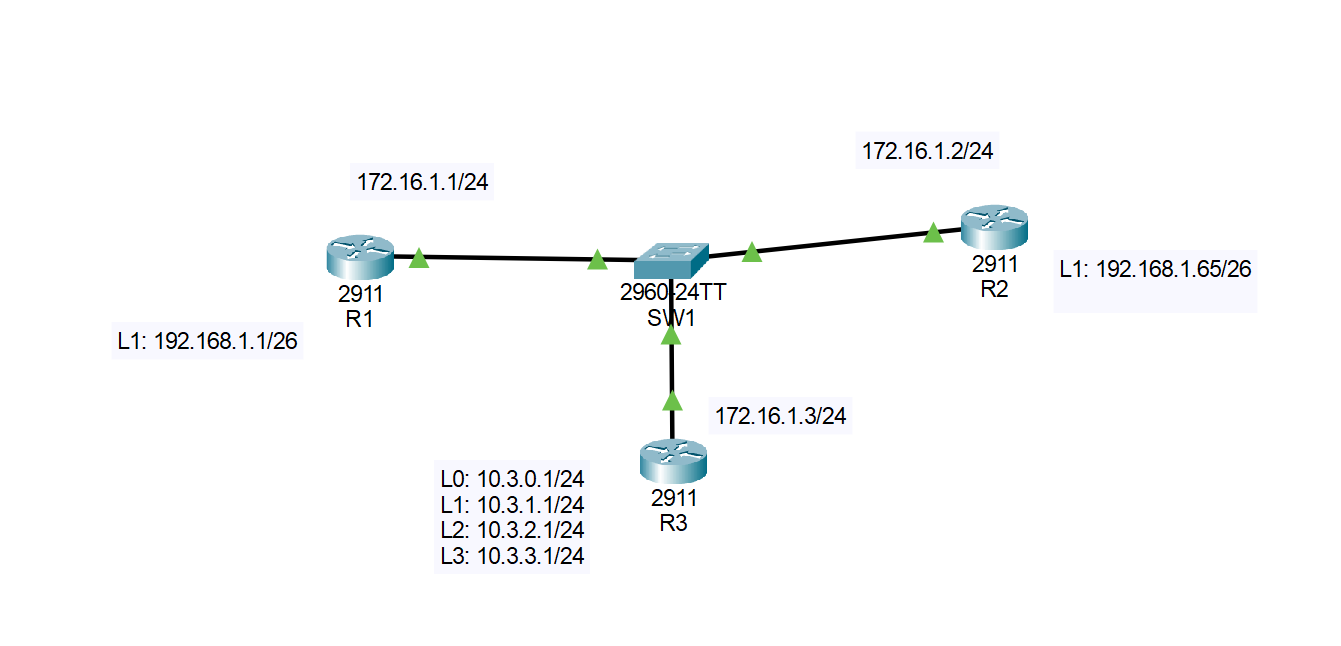 172.16.1.2/24
172.16.1.1/24
2911
R1
2960-24TT
SW1
2911
R2
L1: 192.168.1.65/26
L1: 192.168.1.1/26
172.16.1.3/24
L0: 10.3.0.1/24
L1: 10.3.1.1/24
L2: 10.3.2.1/24
L3: 10.3.3.1/24
2911
R3